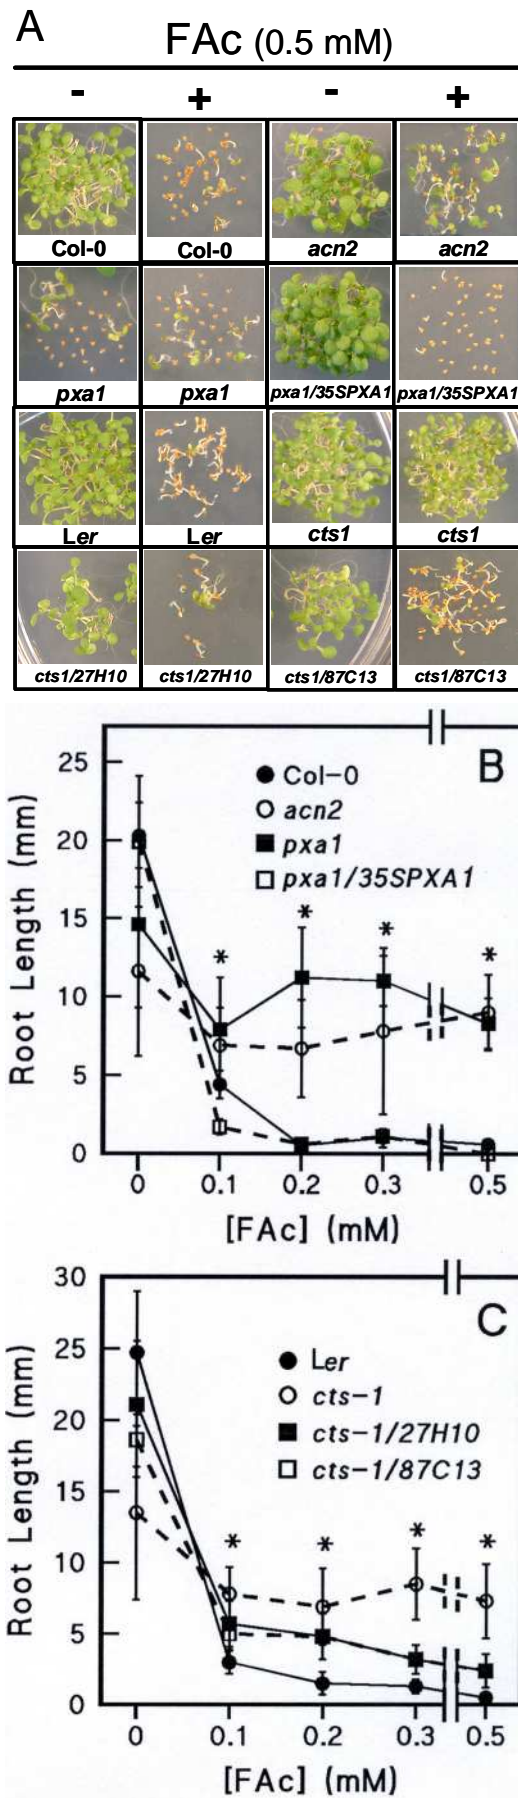 A
FAc (0.5 mM)
- + - +
Col-0 Col-0 acn2 acn2
pxa1 pxa1 pxa1/35SPXA1 pxa1/35SPXA1
Ler Ler cts1 cts1
cts1/27H10 cts1/27H10 cts1/87C13 cts1/87C13
B
Root Length (mm)
25
20
15
10
5
0
Col-0
acn2
pxa1
pxa1/35SPXA1
* * * *
0 0.1 0.2 0.3 0.5
[FAc] (mM)
C
Root Length (mm)
30
25
20
15
10
5
0
Ler
cts-1
cts-1/27H10
cts-1/87C13
* * * *
0 0.1 0.2 0.3 0.5
[FAc] (mM)